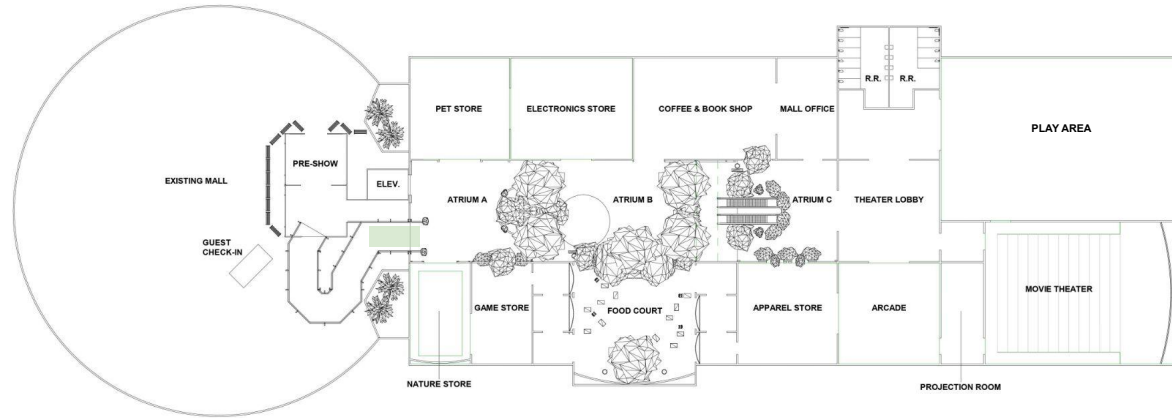 R.R.
R.R.
PET STORE
ELECTRONICS STORE
COFFEE & BOOK SHOP
MALL OFFICE
PLAY AREA
PRE-SHOW
EXISTING MALL
ELEV.
ATRIUM A
ATRIUM B
ATRIUM C
THEATER LOBBY
GUEST
CHECK-IN
GAME STORE
FOOD COURT
APPAREL STORE
ARCADE
MOVIE THEATER
NATURE STORE
PROJECTION ROOM